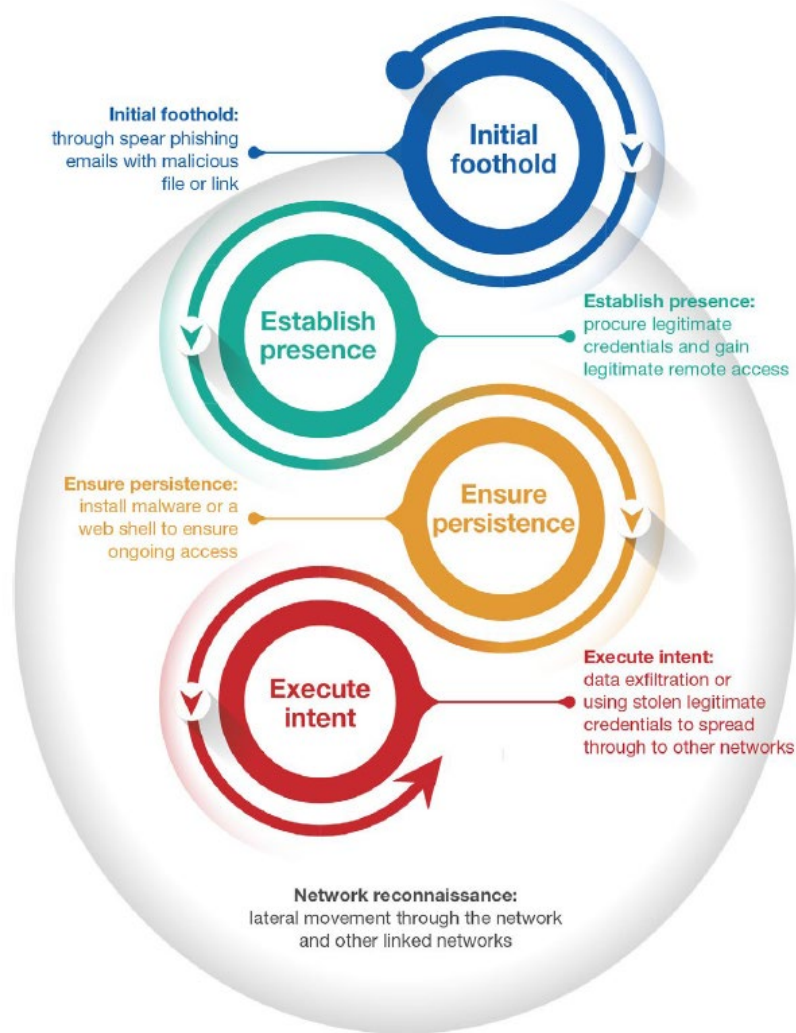 Initial foothold:
through spear phishing
emails with malicious
file or link
Initial
foothold
Establish
presence
Establish presence:
procure legitimate
credentials and gain
legitimate remote access
Ensure persistence:
install malware or a
web shell to ensure
ongoing access
Ensure
persistence
Execute
intent
Execute intent:
data exfiltration or
using stolen legitimate
credentials to spread
through to other networks
Network reconnaissance:
lateral movement through the network
and other linked networks